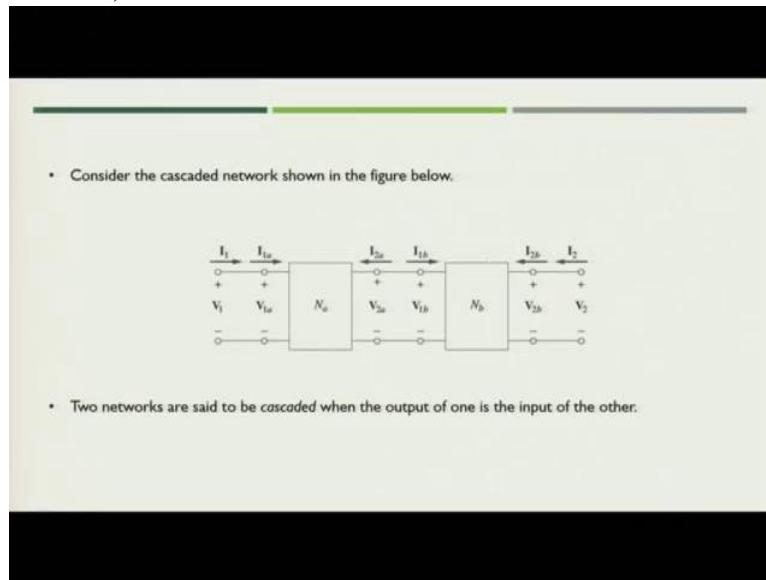 • Consider the cascaded network shown in the figure below.
I₁ I₁ₐ I₂ₐ I₁b I₂b I₂
+ + + + + +
V₁ V₁ₐ Nₐ V₂ₐ V₁b Nb V₂b V₂
− − − − − −
• Two networks are said to be cascaded when the output of one is the input of the other.